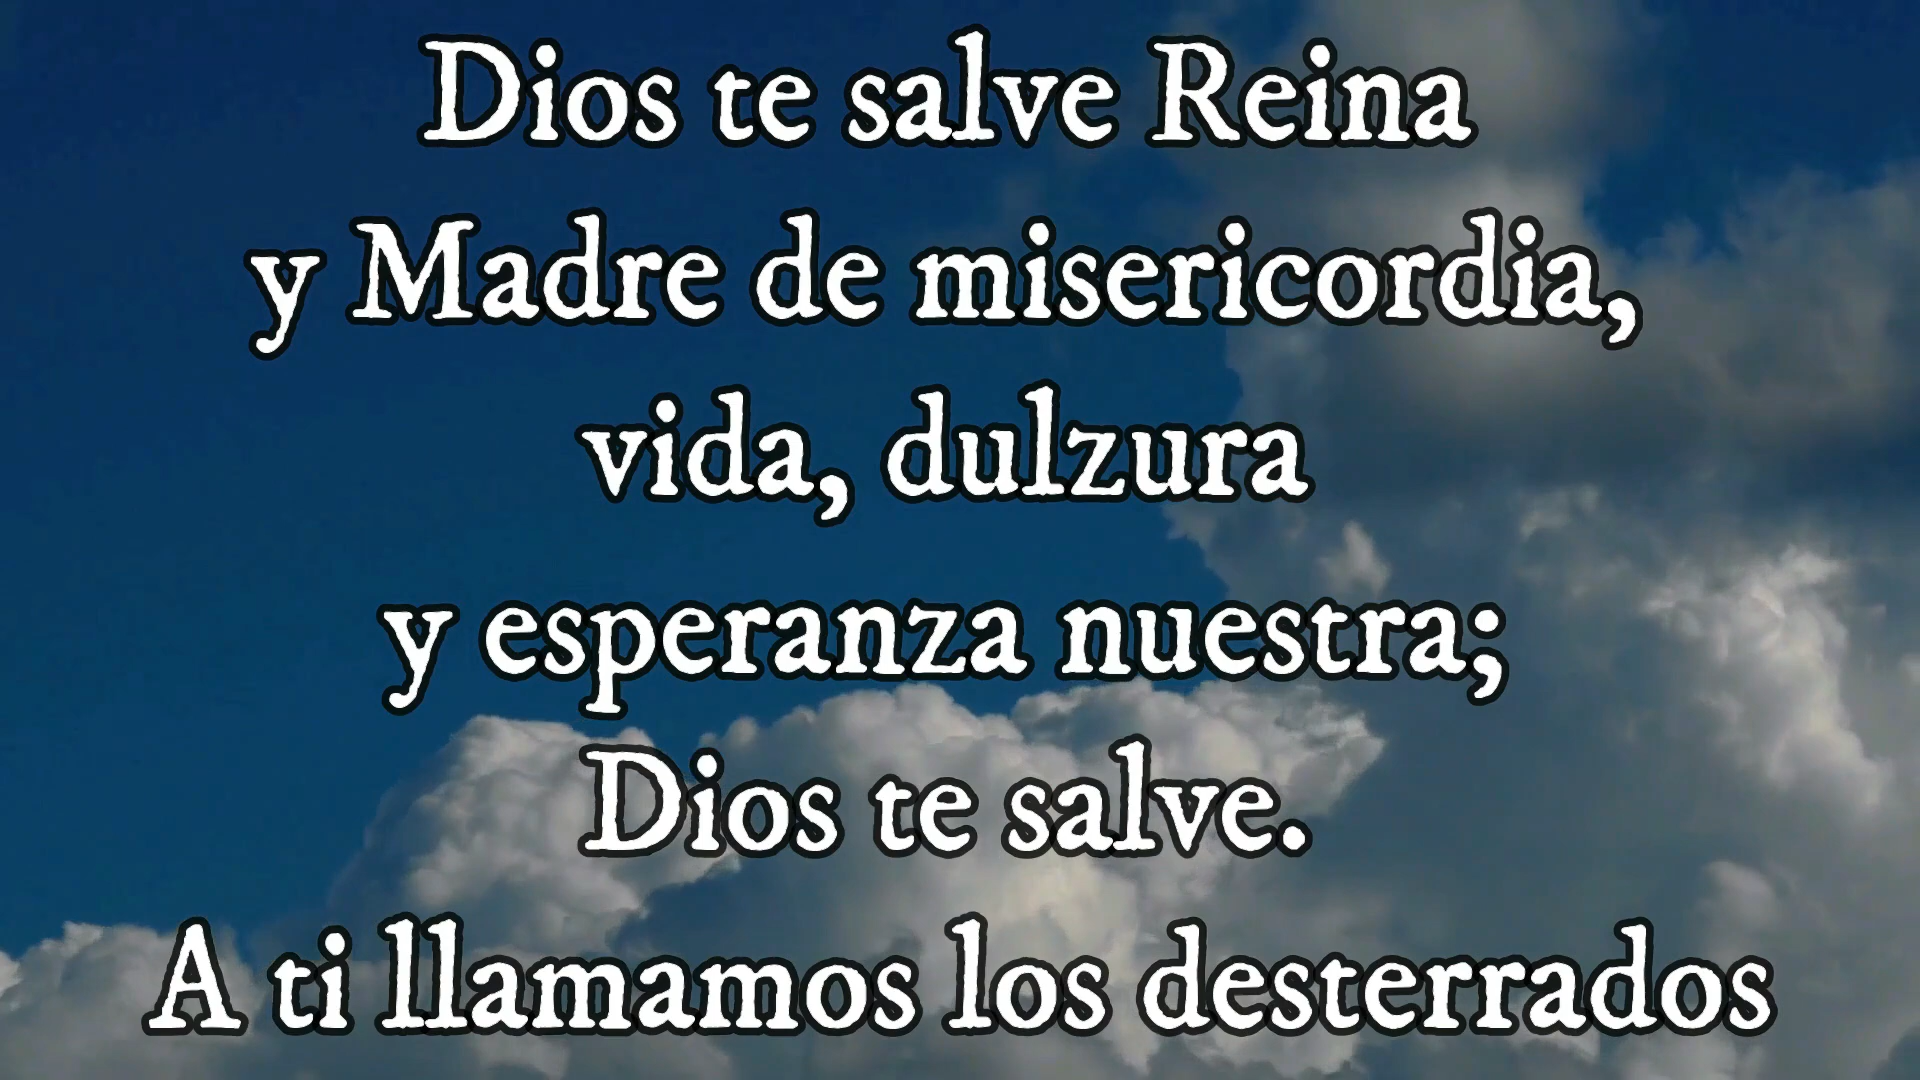 Dios te salve Reina
y Madre de misericordia,
vida, dulzura
y esperanza nuestra;
Dios te salve.
A ti llamamos los desterrados